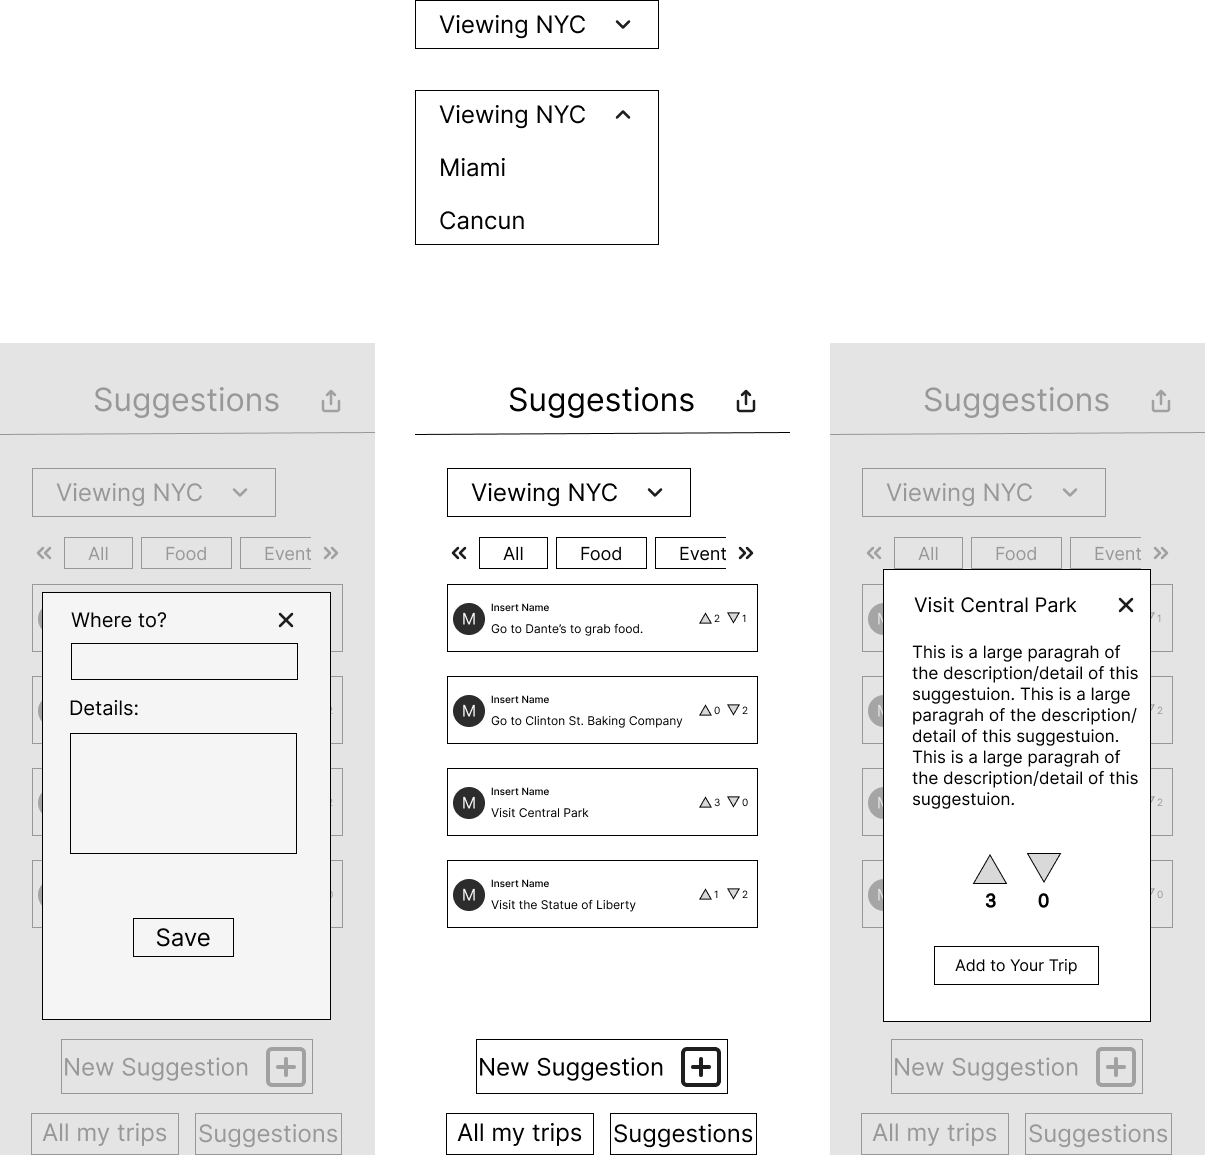 Viewing NYC
Viewing NYC
Miami
Cancun
Suggestions
Viewing NYC
All
Food
Event
Where to?
Details:
Save
New Suggestion
All my trips
Suggestions
Suggestions
Viewing NYC
All
Food
Event
M
Insert Name
Go to Dante's to grab food.
2
1
M
Insert Name
Go to Clinton St. Baking Company
0
2
M
Insert Name
Visit Central Park
3
0
M
Insert Name
Visit the Statue of Liberty
1
2
New Suggestion
All my trips
Suggestions
Suggestions
Viewing NYC
All
Food
Event
1
2
2
0
Visit Central Park
This is a large paragrah of
the description/detail of this
suggestuion. This is a large
paragrah of the description/
detail of this suggestuion.
This is a large paragrah of
the description/detail of this
suggestuion.
3
0
Add to Your Trip
New Suggestion
All my trips
Suggestions